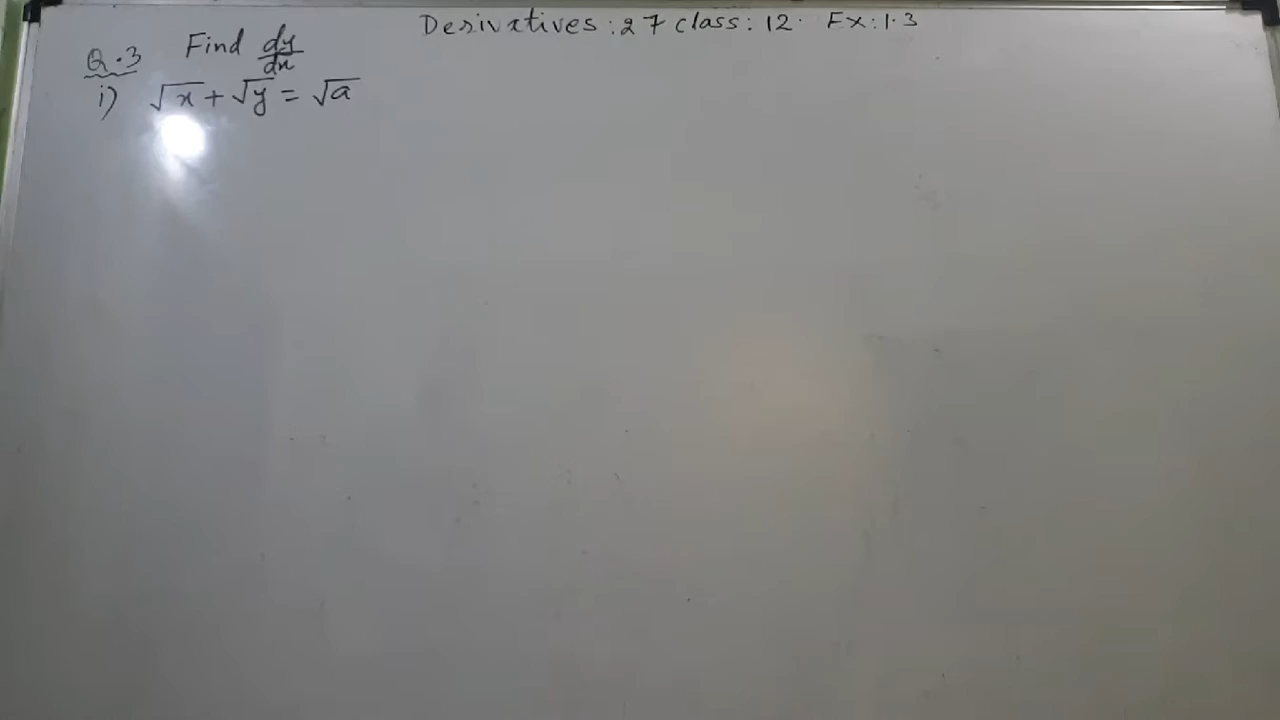 Derivatives : 27 class : 12. Ex : 1.3
Q.3 Find dy/dx
i) √x + √y = √a